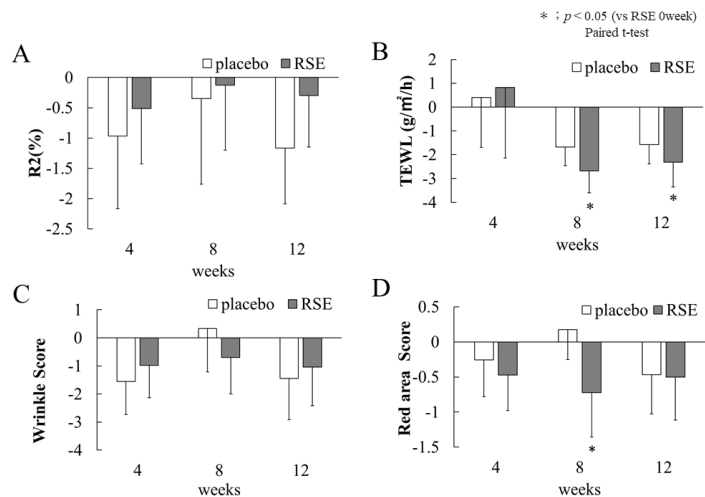 * ; p < 0.05 (vs RSE 0week)
Paired t-test
A
placebo RSE
0
-0.5
-1
-1.5
-2
-2.5
R2(%)
4 8 12
weeks
B
placebo RSE
2
1
0
-1
-2
-3
-4
TEWL (g/㎡/h)
* *
4 8 12
weeks
C
placebo RSE
1
0
-1
-2
-3
-4
Wrinkle Score
4 8 12
weeks
D
placebo RSE
0.5
0
-0.5
-1
-1.5
Red area Score
*
4 8 12
weeks